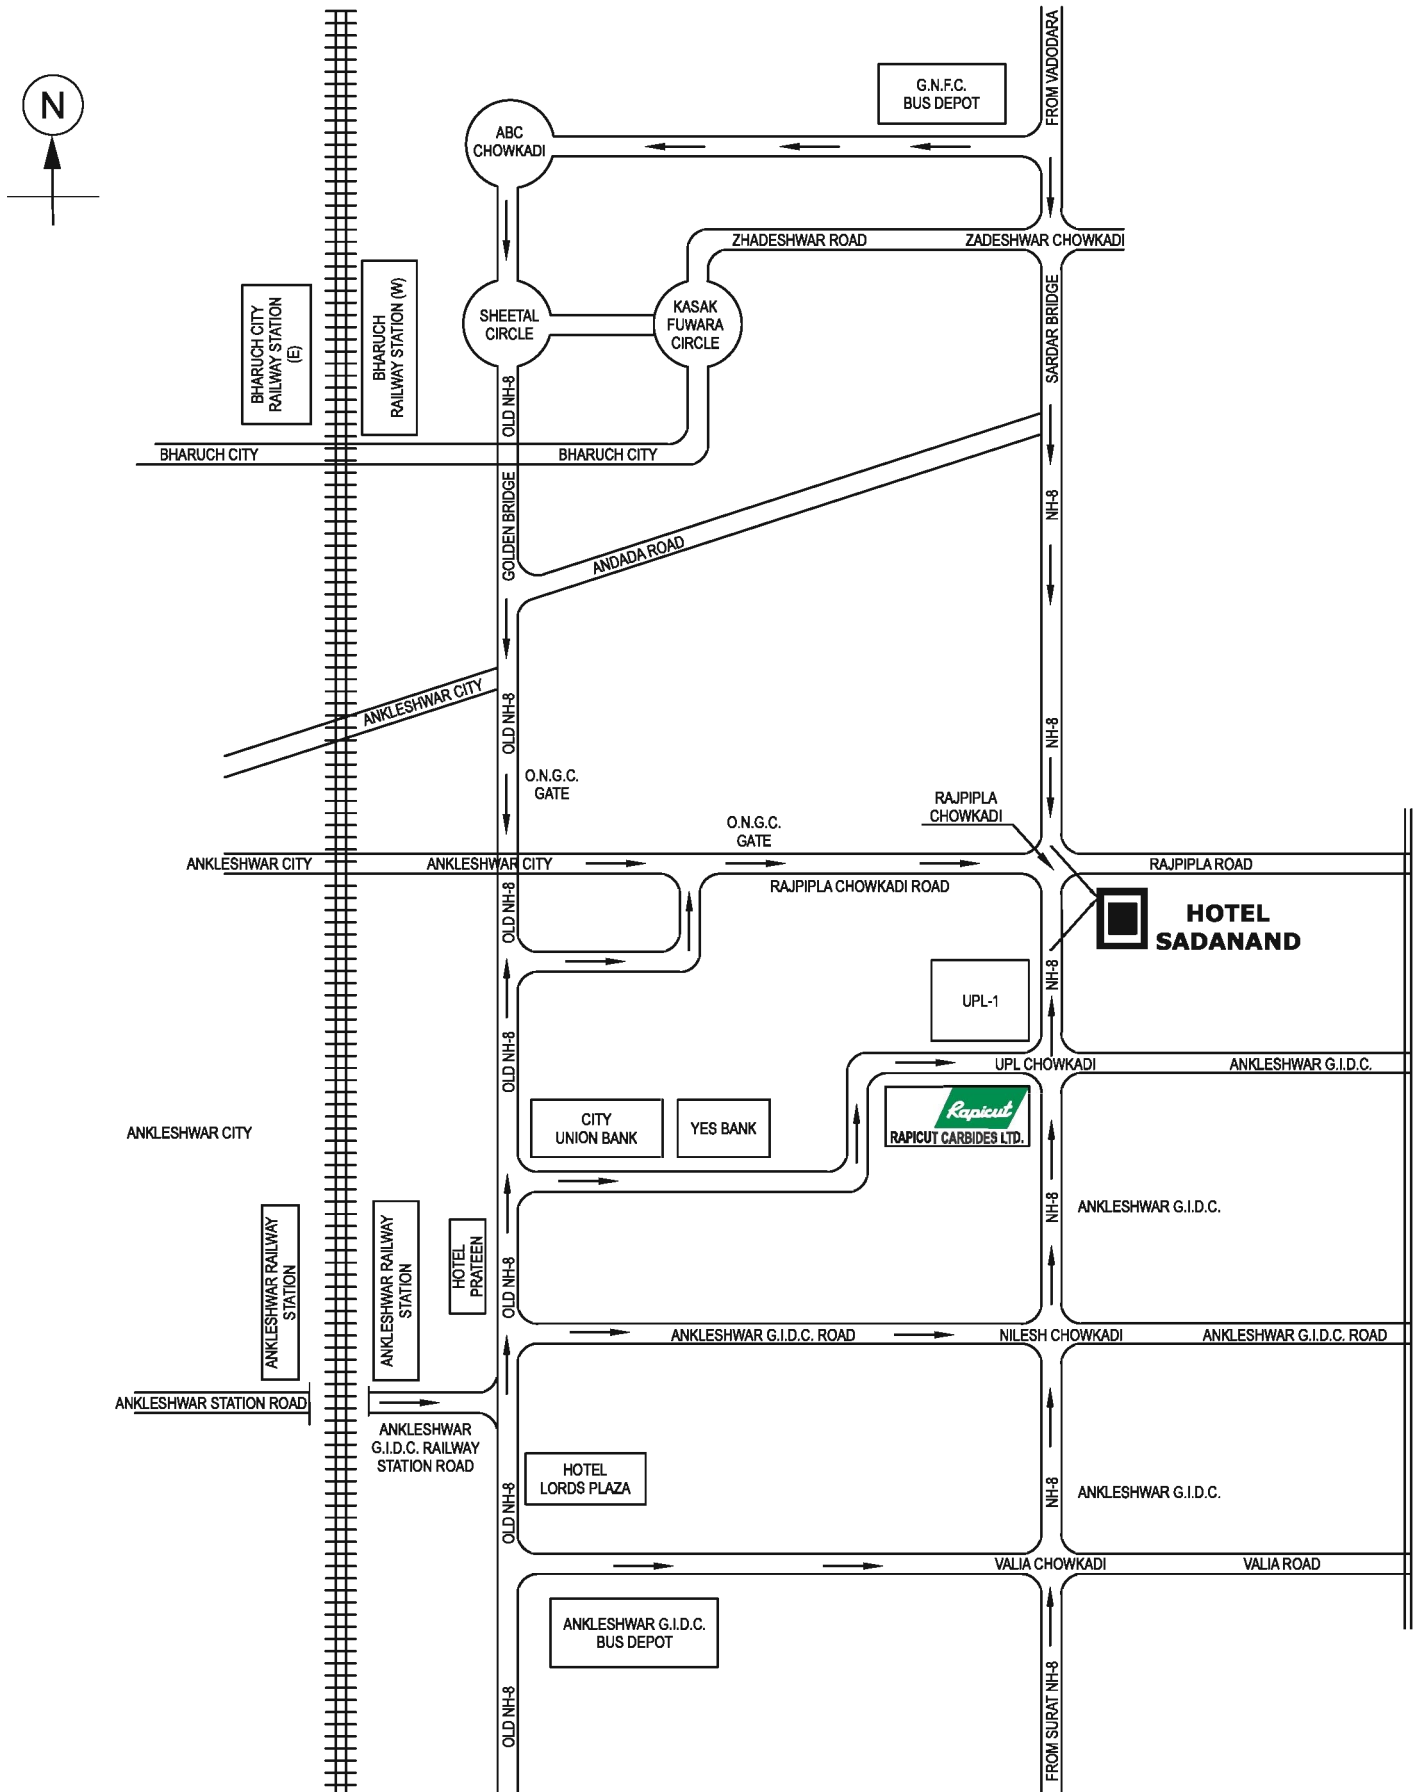 FROM VADODARA
G.N.F.C.
BUS DEPOT
N
ABC
CHOWKADI
ZHADESHWAR ROAD
ZADESHWAR CHOWKADI
BHARUCH CITY
RAILWAY STATION
(E)
BHARUCH
RAILWAY STATION (W)
SHEETAL
CIRCLE
KASAK
FUWARA
CIRCLE
SARDAR BRIDGE
OLD NH-8
BHARUCH CITY
BHARUCH CITY
GOLDEN BRIDGE
NH-8
ANDADA ROAD
ANKLESHWAR CITY
OLD NH-8
NH-8
O.N.G.C.
GATE
RAJPIPLA
CHOWKADI
O.N.G.C.
GATE
ANKLESHWAR CITY
ANKLESHWAR CITY
RAJPIPLA ROAD
RAJPIPLA CHOWKADI ROAD
OLD NH-8
HOTEL
SADANAND
NH-8
UPL-1
OLD NH-8
UPL CHOWKADI
ANKLESHWAR G.I.D.C.
Rapicut
RAPICUT CARBIDES LTD.
CITY
UNION BANK
YES BANK
ANKLESHWAR CITY
NH-8
ANKLESHWAR G.I.D.C.
ANKLESHWAR RAILWAY
STATION
ANKLESHWAR RAILWAY
STATION
HOTEL
PRATEEN
OLD NH-8
ANKLESHWAR G.I.D.C. ROAD
NILESH CHOWKADI
ANKLESHWAR G.I.D.C. ROAD
ANKLESHWAR STATION ROAD
ANKLESHWAR
G.I.D.C. RAILWAY
STATION ROAD
HOTEL
LORDS PLAZA
OLD NH-8
NH-8
ANKLESHWAR G.I.D.C.
VALIA CHOWKADI
VALIA ROAD
ANKLESHWAR G.I.D.C.
BUS DEPOT
OLD NH-8
FROM SURAT NH-8